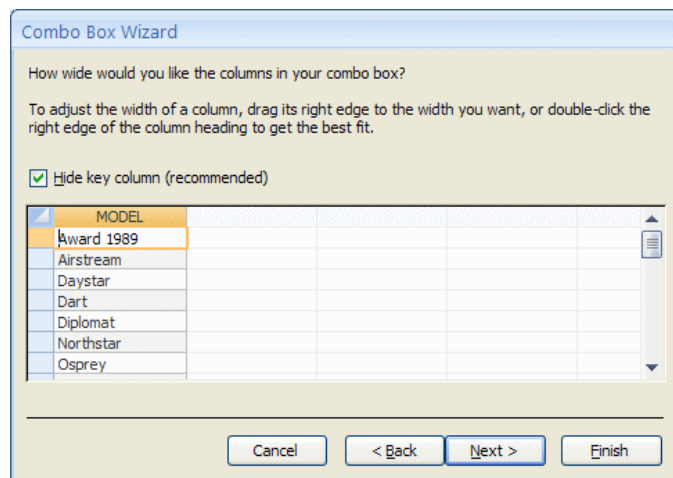 Combo Box Wizard
How wide would you like the columns in your combo box?
To adjust the width of a column, drag its right edge to the width you want, or double-click the
right edge of the column heading to get the best fit.
Hide key column (recommended)
MODEL
Award 1989
Airstream
Daystar
Dart
Diplomat
Northstar
Osprey
Cancel < Back Next > Finish